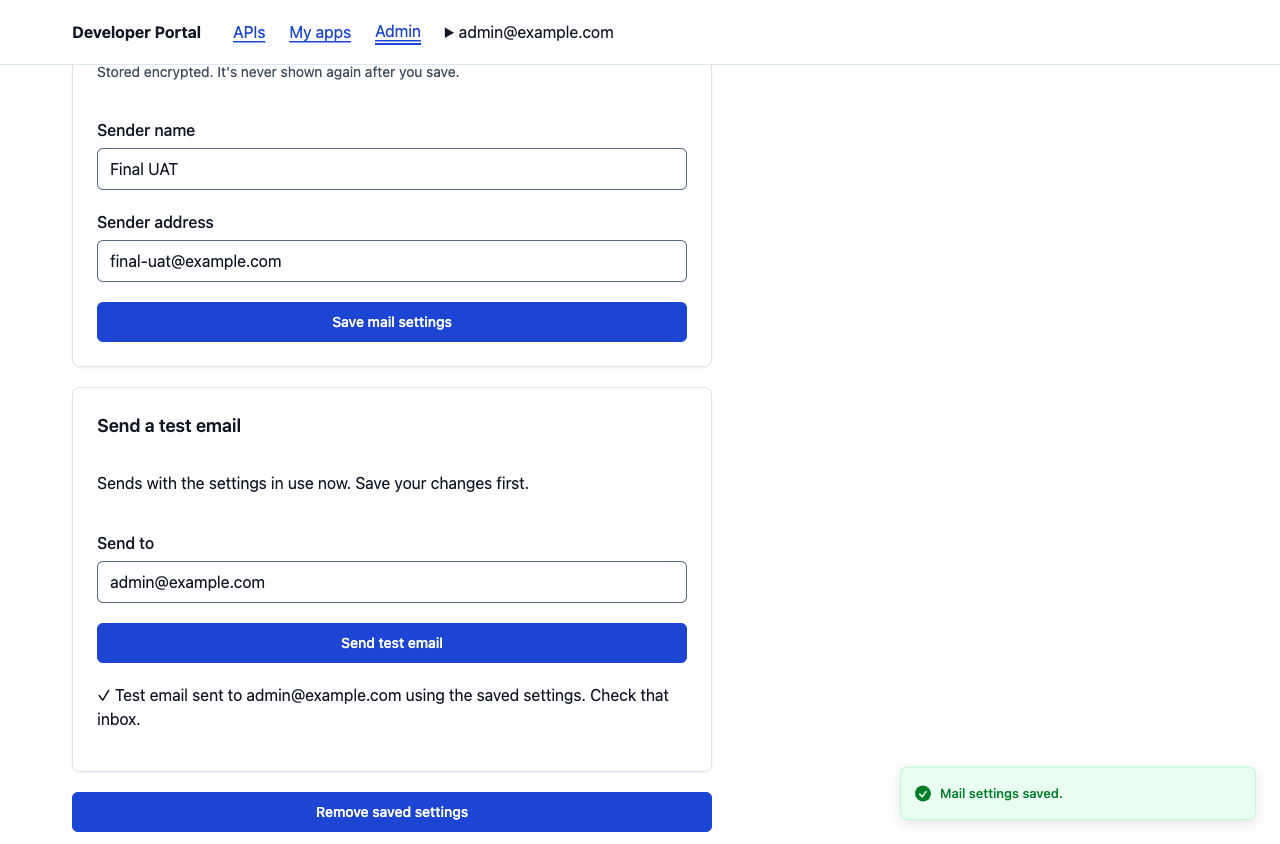 Developer Portal
APIs
My apps
Admin
▶ admin@example.com
Stored encrypted. It's never shown again after you save.
Sender name
Final UAT
Sender address
final-uat@example.com
Save mail settings
Send a test email
Sends with the settings in use now. Save your changes first.
Send to
admin@example.com
Send test email
✓ Test email sent to admin@example.com using the saved settings. Check that
inbox.
Mail settings saved.
Remove saved settings